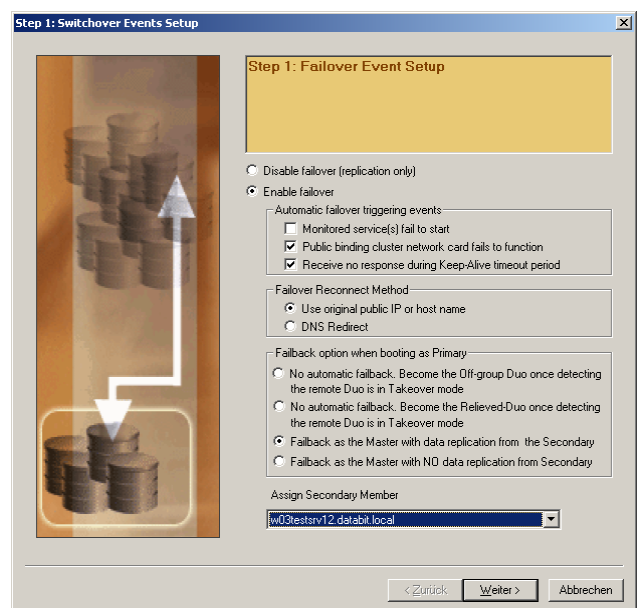 Step 1: Switchover Events Setup
Step 1: Failover Event Setup
Disable failover (replication only)
Enable failover
Automatic failover triggering events
Monitored service(s) fail to start
Public binding cluster network card fails to function
Receive no response during Keep-Alive timeout period
Failover Reconnect Method
Use original public IP or host name
DNS Redirect
Failback option when booting as Primary
No automatic failback. Become the Off-group Duo once detecting
the remote Duo is in Takeover mode
No automatic failback. Become the Relieved-Duo once detecting
the remote Duo is in Takeover mode
Failback as the Master with data replication from the Secondary
Failback as the Master with NO data replication from Secondary
Assign Secondary Member
w03testsrv12.databit.local
< Zurück
Weiter >
Abbrechen